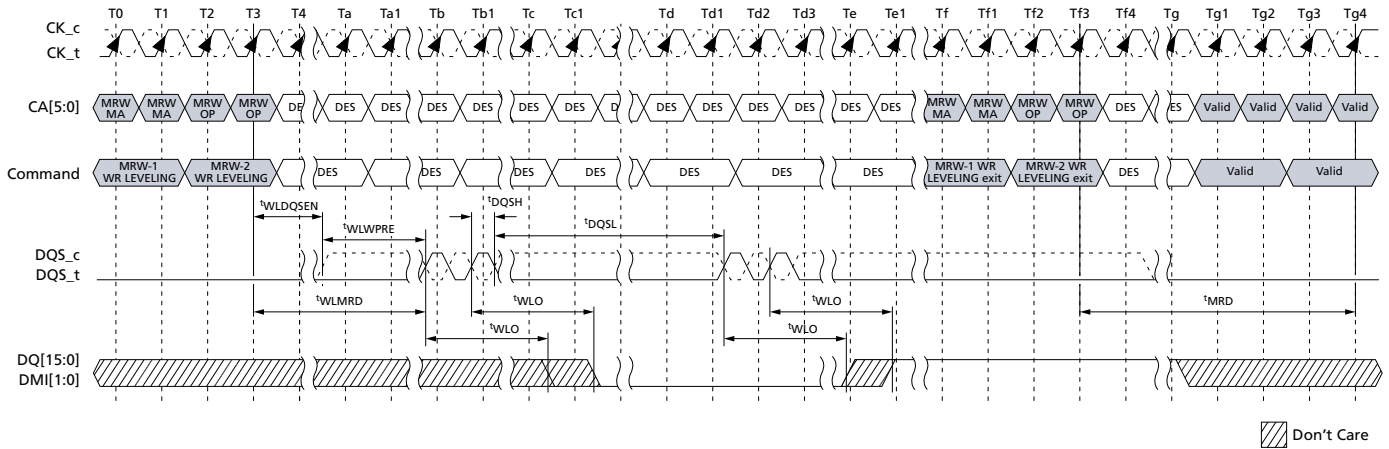 T0 T1 T2 T3 T4 Ta Ta1 Tb Tb1 Tc Tc1 Td Td1 Td2 Td3 Te Te1 Tf Tf1 Tf2 Tf3 Tf4 Tg Tg1 Tg2 Tg3 Tg4
CK_c
CK_t
CA[5:0]
MRW MRW MRW MRW DE DES DES DES DES DES DES D DES DES DES DES DES DES MRW MRW MRW MRW DES ES Valid Valid Valid Valid
MA MA OP OP MA MA OP OP
Command
MRW-1 MRW-2 DES DES DES DES DES DES DES DES DES MRW-1 WR MRW-2 WR DES Valid Valid
WR LEVELING WR LEVELING LEVELING exit LEVELING exit
tWLDQSEN tDQSH
tWLWPRE tDQSL
DQS_c
DQS_t
tWLMRD tWLO tWLO tMRD
tWLO tWLO
DQ[15:0]
DMI[1:0]
Don't Care